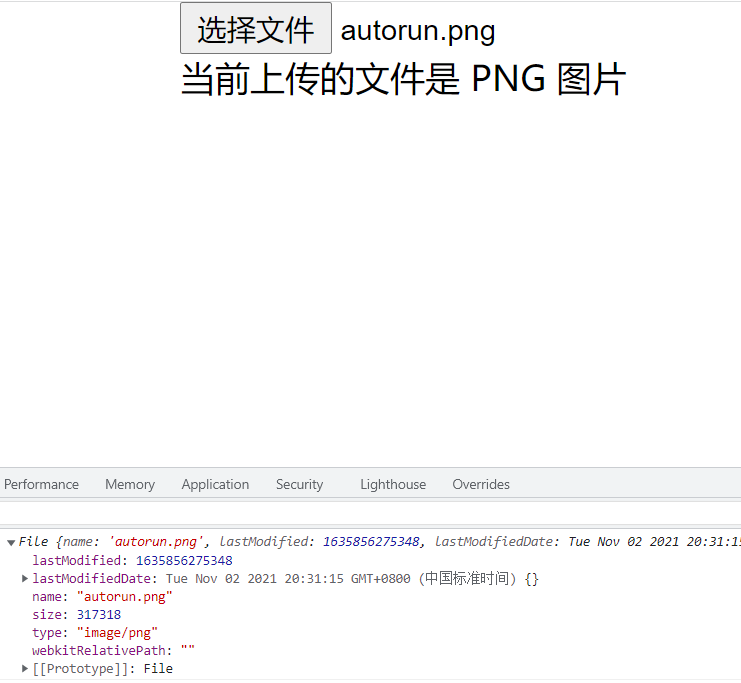 选择文件 autorun.png
当前上传的文件是 PNG 图片
Performance Memory Application Security Lighthouse Overrides
File {name: 'autorun.png', lastModified: 1635856275348, lastModifiedDate: Tue Nov 02 2021 20:31:15
lastModified: 1635856275348
lastModifiedDate: Tue Nov 02 2021 20:31:15 GMT+0800 (中国标准时间) {}
name: "autorun.png"
size: 317318
type: "image/png"
webkitRelativePath: ""
[[Prototype]]: File